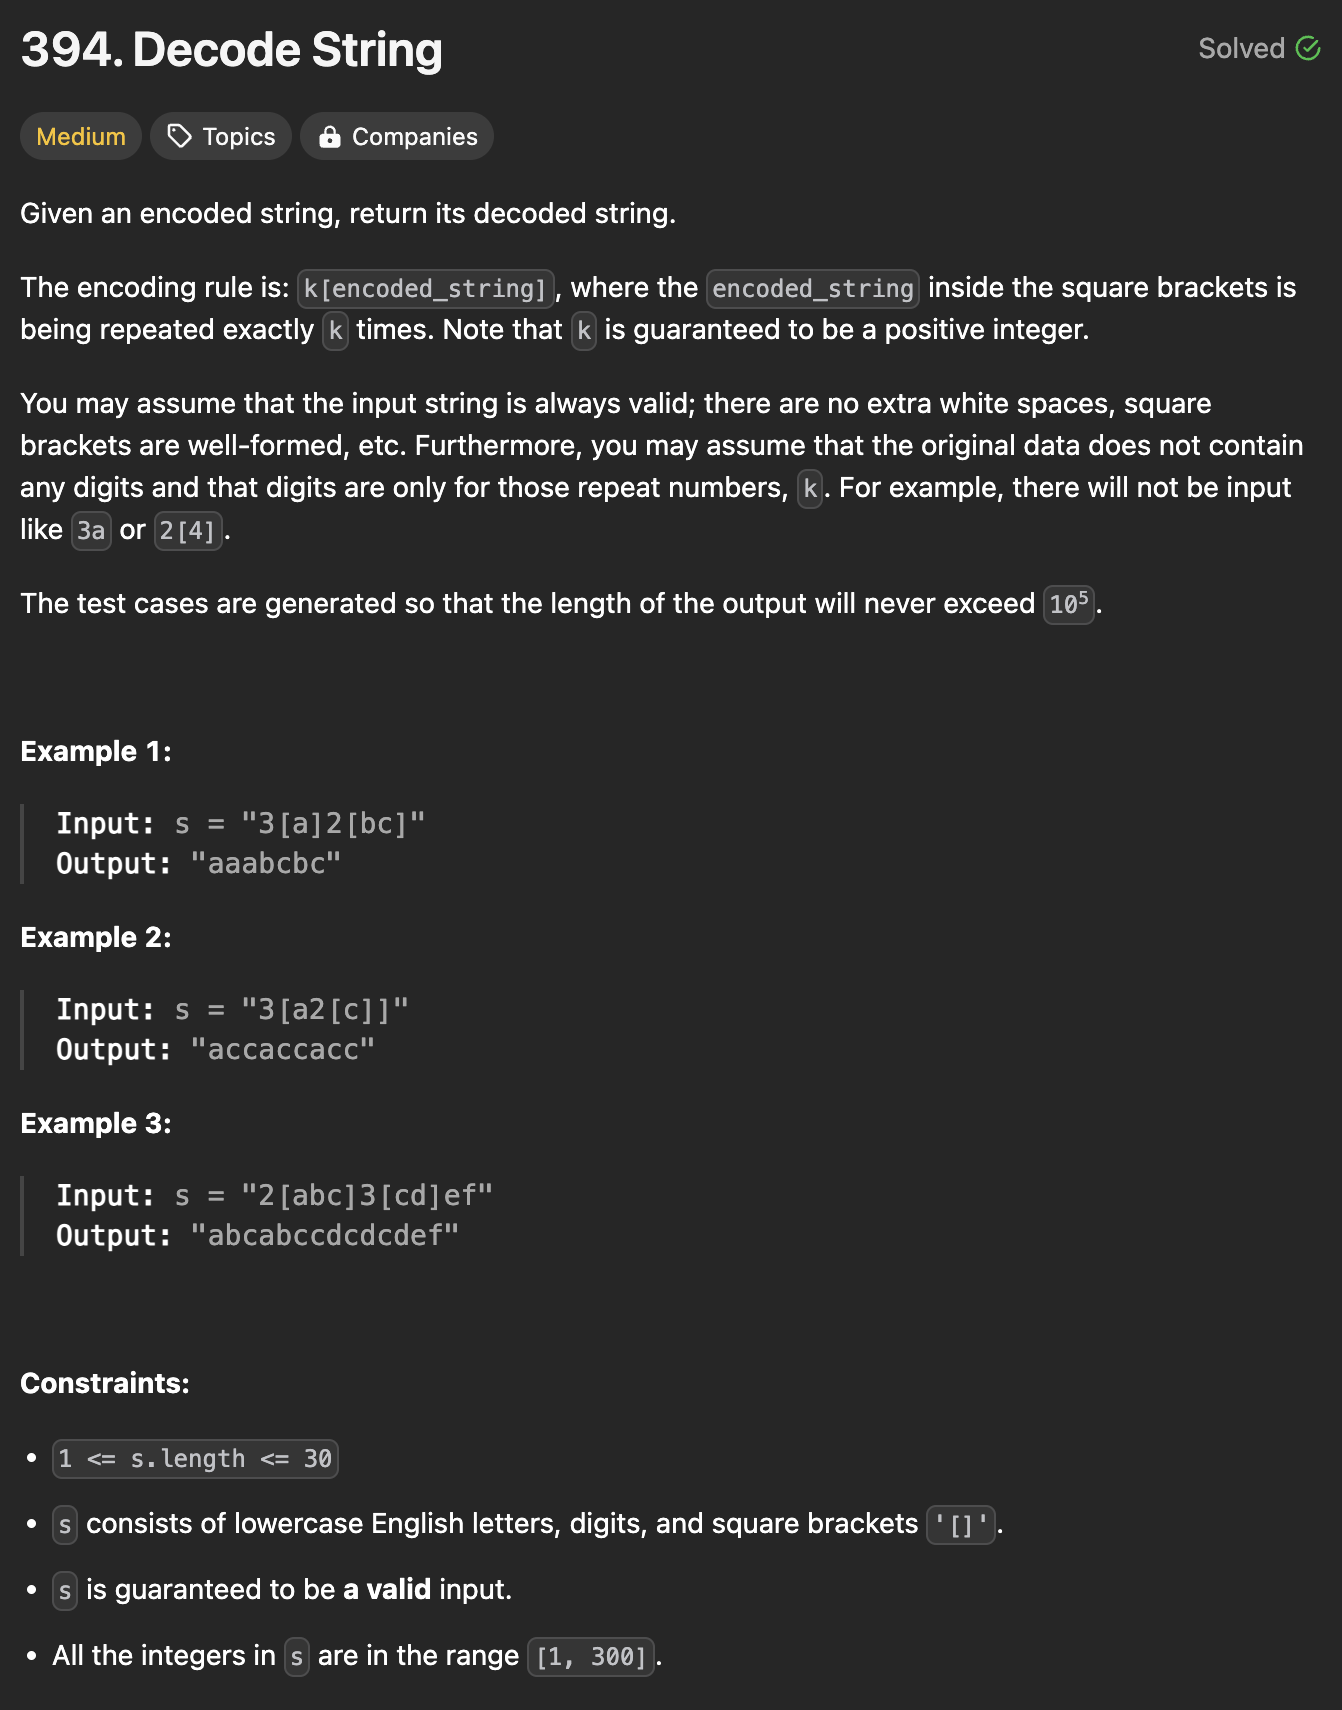 394. Decode String
Solved
Medium
Topics
Companies
Given an encoded string, return its decoded string.
The encoding rule is: k[encoded_string], where the encoded_string inside the square brackets is
being repeated exactly k times. Note that k is guaranteed to be a positive integer.
You may assume that the input string is always valid; there are no extra white spaces, square
brackets are well-formed, etc. Furthermore, you may assume that the original data does not contain
any digits and that digits are only for those repeat numbers, k. For example, there will not be input
like 3a or 2[4].
The test cases are generated so that the length of the output will never exceed 10⁵.
Example 1:
Input: s = "3[a]2[bc]"
Output: "aaabcbc"
Example 2:
Input: s = "3[a2[c]]"
Output: "accaccacc"
Example 3:
Input: s = "2[abc]3[cd]ef"
Output: "abcabccdcdcdef"
Constraints:
• 1 <= s.length <= 30
• s consists of lowercase English letters, digits, and square brackets '[]'.
• s is guaranteed to be a valid input.
• All the integers in s are in the range [1, 300].